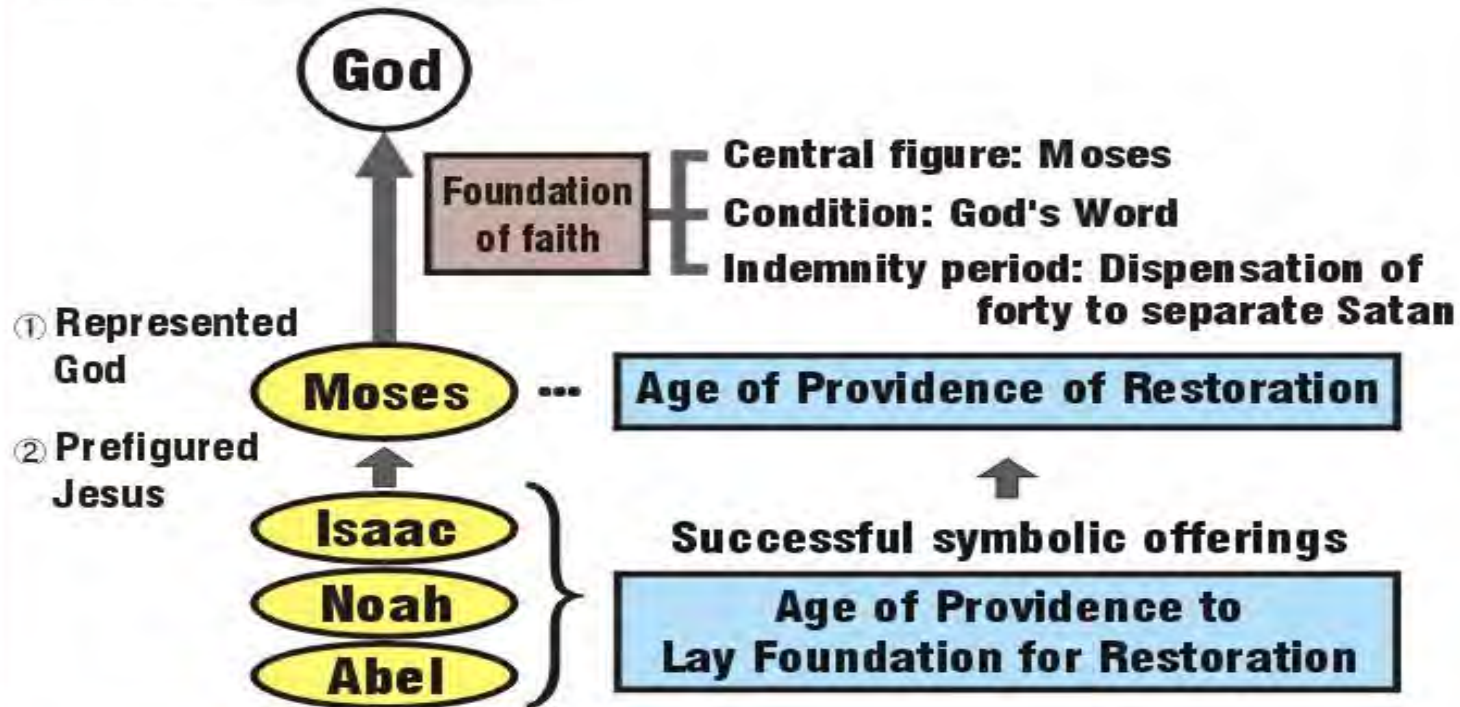 God
Foundation
of faith
Central figure: Moses
Condition: God's Word
Indemnity period: Dispensation of
forty to separate Satan
① Represented
God
Moses
...
Age of Providence of Restoration
② Prefigured
Jesus
Isaac
Noah
Abel
Successful symbolic offerings
Age of Providence to
Lay Foundation for Restoration